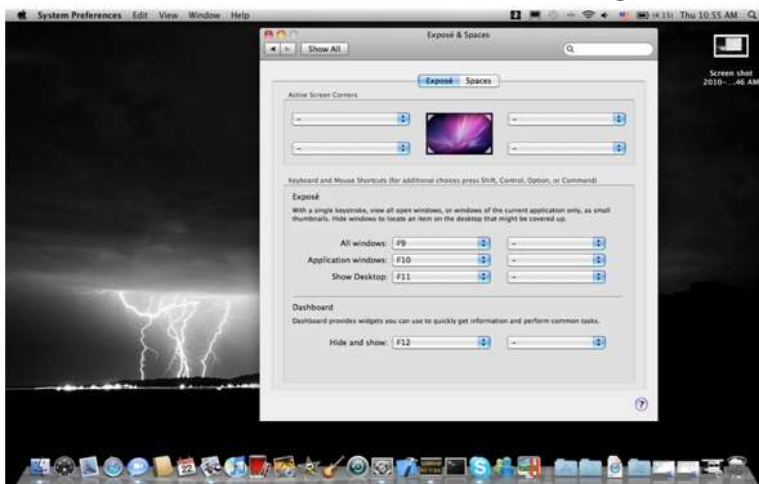 System Preferences Edit View Window Help
(4:15) Thu 10:55 AM
Exposé & Spaces
Show All
Screen shot
2010-...46 AM
Exposé Spaces
Active Screen Corners
- -
- -
Keyboard and Mouse Shortcuts (for additional choices press Shift, Control, Option, or Command)
Exposé
With a single keystroke, view all open windows, or windows of the current application only, as small
thumbnails. Hide windows to locate an item on the desktop that might be covered up.
All windows: F9 -
Application windows: F10 -
Show Desktop: F11 -
Dashboard
Dashboard provides widgets you can use to quickly get information and perform common tasks.
Hide and show: F12 -
?
22